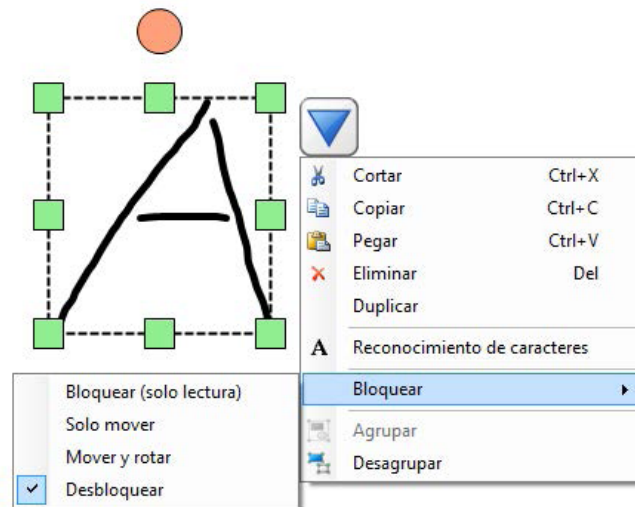 A
Cortar Ctrl+X
Copiar Ctrl+C
Pegar Ctrl+V
Eliminar Del
Duplicar
A Reconocimiento de caracteres
Bloquear
Agrupar
Desagrupar
Bloquear (solo lectura)
Solo mover
Mover y rotar
Desbloquear